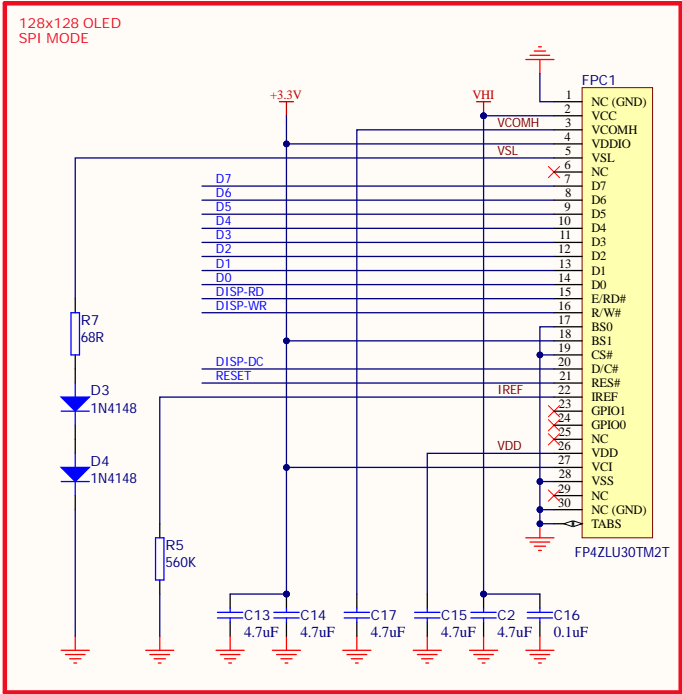 128x128 OLED
SPI MODE
FPC1
+3.3V
VHI
1 NC (GND)
2 VCC
VCOMH 3 VCOMH
4 VDDIO
VSL 5 VSL
6 NC
D7 7 D7
D6 8 D6
D5 9 D5
D4 10 D4
D3 11 D3
D2 12 D2
D1 13 D1
D0 14 D0
DISP-RD 15 E/RD#
DISP-WR 16 R/W#
17 BS0
18 BS1
19 CS#
DISP-DC 20 D/C#
RESET 21 RES#
IREF 22 IREF
23 GPIO1
24 GPIO0
25 NC
VDD 26 VDD
27 VCI
28 VSS
29 NC
30 NC (GND)
TABS
FP4ZLU30TM2T
R7
68R
D3
1N4148
D4
1N4148
R5
560K
C13
4.7uF
C14
4.7uF
C17
4.7uF
C15
4.7uF
C2
4.7uF
C16
0.1uF